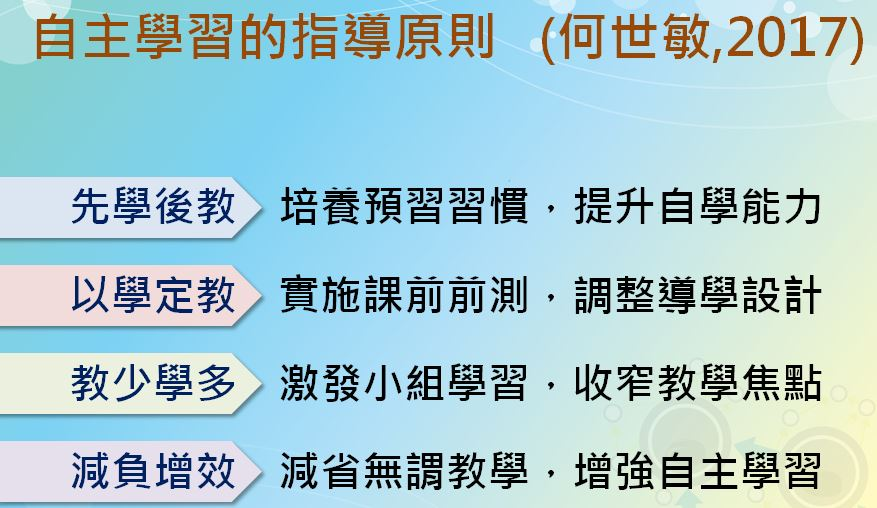 自主學習的指導原則 (何世敏,2017)
先學後教 培養預習習慣，提升自學能力
以學定教 實施課前前測，調整導學設計
教少學多 激發小組學習，收窄教學焦點
減負增效 減省無謂教學，增強自主學習